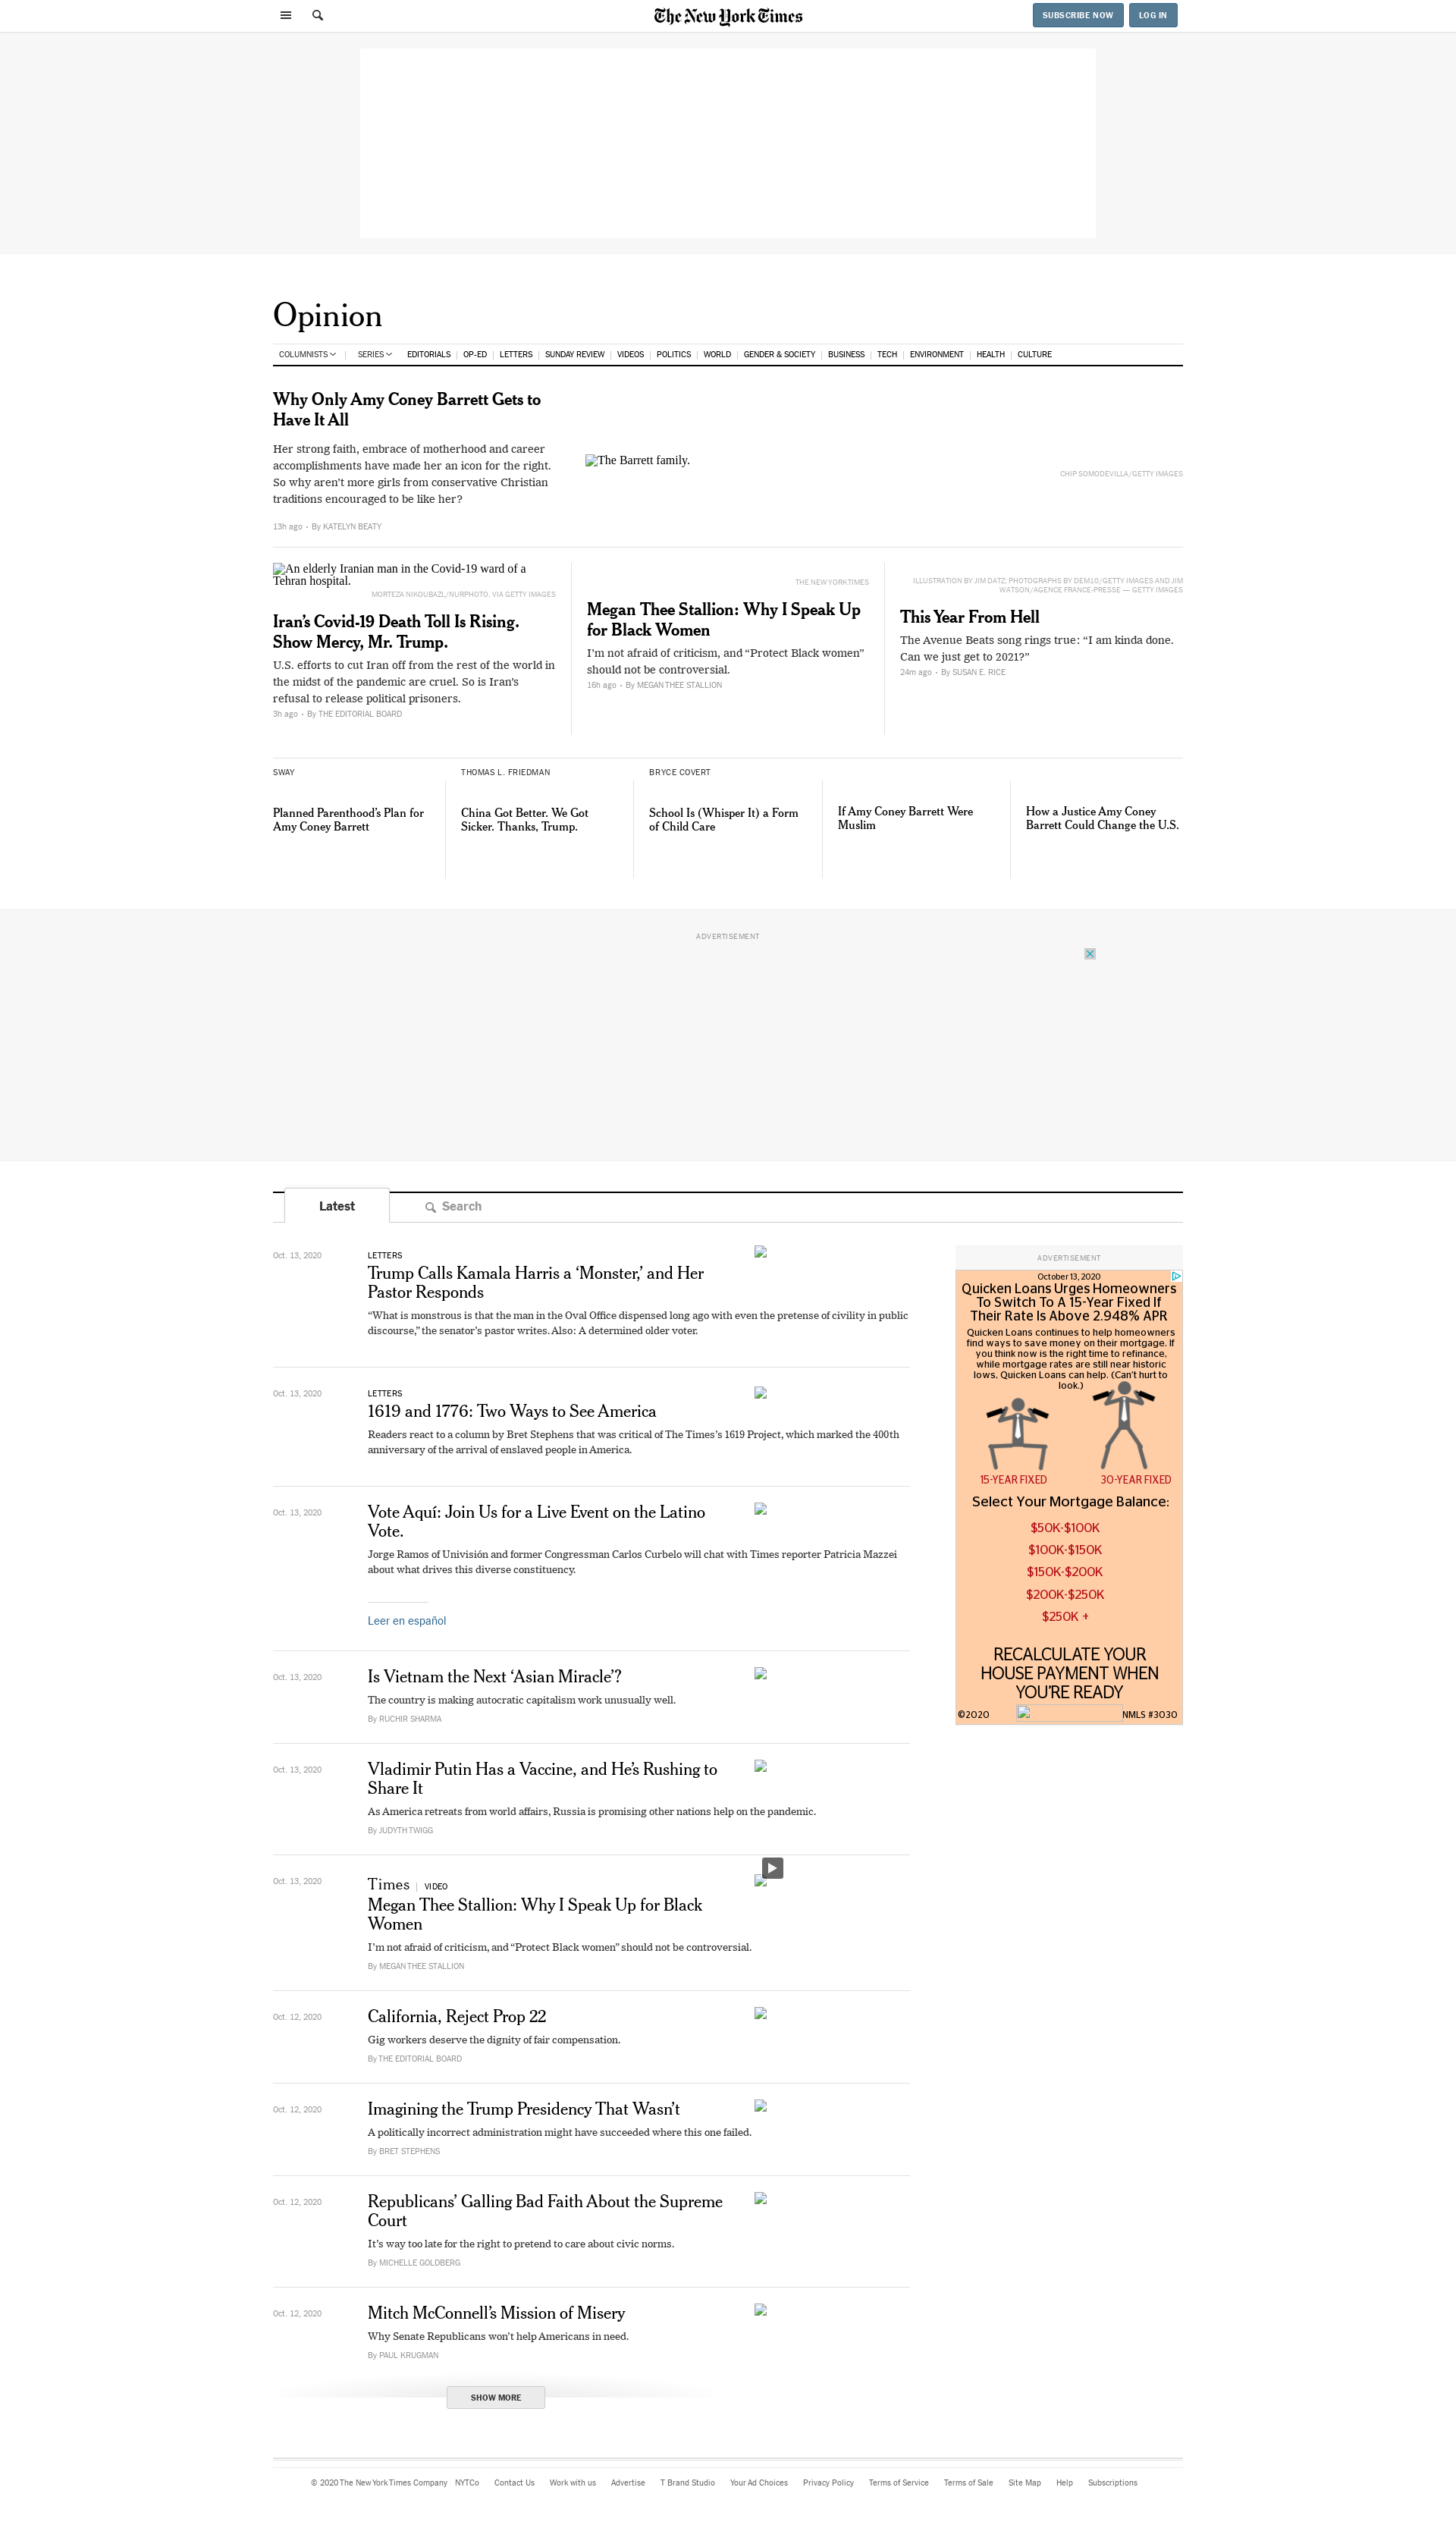 The New York Times
SUBSCRIBE NOW
LOG IN
Opinion
COLUMNISTS
SERIES
EDITORIALS
OP-ED
LETTERS
SUNDAY REVIEW
VIDEOS
POLITICS
WORLD
GENDER & SOCIETY
BUSINESS
TECH
ENVIRONMENT
HEALTH
CULTURE
Why Only Amy Coney Barrett Gets to
Have It All
Her strong faith, embrace of motherhood and career
accomplishments have made her an icon for the right.
So why aren't more girls from conservative Christian
traditions encouraged to be like her?
13h ago • By KATELYN BEATY
The Barrett family.
CHIP SOMODEVILLA/GETTY IMAGES
An elderly Iranian man in the Covid-19 ward of a
Tehran hospital.
MORTEZA NIKOUBAZL/NURPHOTO, VIA GETTY IMAGES
Iran’s Covid-19 Death Toll Is Rising.
Show Mercy, Mr. Trump.
U.S. efforts to cut Iran off from the rest of the world in
the midst of the pandemic are cruel. So is Iran's
refusal to release political prisoners.
3h ago • By THE EDITORIAL BOARD
THE NEW YORK TIMES
Megan Thee Stallion: Why I Speak Up
for Black Women
I’m not afraid of criticism, and “Protect Black women”
should not be controversial.
16h ago • By MEGAN THEE STALLION
ILLUSTRATION BY JIM DATZ; PHOTOGRAPHS BY DEM10/GETTY IMAGES AND JIM
WATSON/AGENCE FRANCE-PRESSE — GETTY IMAGES
This Year From Hell
The Avenue Beats song rings true: “I am kinda done.
Can we just get to 2021?”
24m ago • By SUSAN E. RICE
SWAY
Planned Parenthood’s Plan for
Amy Coney Barrett
THOMAS L. FRIEDMAN
China Got Better. We Got
Sicker. Thanks, Trump.
BRYCE COVERT
School Is (Whisper It) a Form
of Child Care
If Amy Coney Barrett Were
Muslim
How a Justice Amy Coney
Barrett Could Change the U.S.
ADVERTISEMENT
Latest
Search
Oct. 13, 2020
LETTERS
Trump Calls Kamala Harris a ‘Monster,’ and Her
Pastor Responds
“What is monstrous is that the man in the Oval Office dispensed long ago with even the pretense of civility in public
discourse,” the senator’s pastor writes. Also: A determined older voter.
Oct. 13, 2020
LETTERS
1619 and 1776: Two Ways to See America
Readers react to a column by Bret Stephens that was critical of The Times’s 1619 Project, which marked the 400th
anniversary of the arrival of enslaved people in America.
Oct. 13, 2020
Vote Aquí: Join Us for a Live Event on the Latino
Vote.
Jorge Ramos of Univisión and former Congressman Carlos Curbelo will chat with Times reporter Patricia Mazzei
about what drives this diverse constituency.
Leer en español
Oct. 13, 2020
Is Vietnam the Next ‘Asian Miracle’?
The country is making autocratic capitalism work unusually well.
By RUCHIR SHARMA
Oct. 13, 2020
Vladimir Putin Has a Vaccine, and He’s Rushing to
Share It
As America retreats from world affairs, Russia is promising other nations help on the pandemic.
By JUDYTH TWIGG
Oct. 13, 2020
Times | VIDEO
Megan Thee Stallion: Why I Speak Up for Black
Women
I’m not afraid of criticism, and “Protect Black women” should not be controversial.
By MEGAN THEE STALLION
Oct. 12, 2020
California, Reject Prop 22
Gig workers deserve the dignity of fair compensation.
By THE EDITORIAL BOARD
Oct. 12, 2020
Imagining the Trump Presidency That Wasn’t
A politically incorrect administration might have succeeded where this one failed.
By BRET STEPHENS
Oct. 12, 2020
Republicans’ Galling Bad Faith About the Supreme
Court
It’s way too late for the right to pretend to care about civic norms.
By MICHELLE GOLDBERG
Oct. 12, 2020
Mitch McConnell’s Mission of Misery
Why Senate Republicans won’t help Americans in need.
By PAUL KRUGMAN
SHOW MORE
ADVERTISEMENT
October 13, 2020
Quicken Loans Urges Homeowners
To Switch To A 15-Year Fixed If
Their Rate Is Above 2.948% APR
Quicken Loans continues to help homeowners
find ways to save money on their mortgage. If
you think now is the right time to refinance,
while mortgage rates are still near historic
lows, Quicken Loans can help. (Can't hurt to
look.)
15-YEAR FIXED
30-YEAR FIXED
Select Your Mortgage Balance:
$50K-$100K
$100K-$150K
$150K-$200K
$200K-$250K
$250K +
RECALCULATE YOUR
HOUSE PAYMENT WHEN
YOU'RE READY
©2020
NMLS #3030
© 2020 The New York Times Company
NYTCo
Contact Us
Work with us
Advertise
T Brand Studio
Your Ad Choices
Privacy Policy
Terms of Service
Terms of Sale
Site Map
Help
Subscriptions